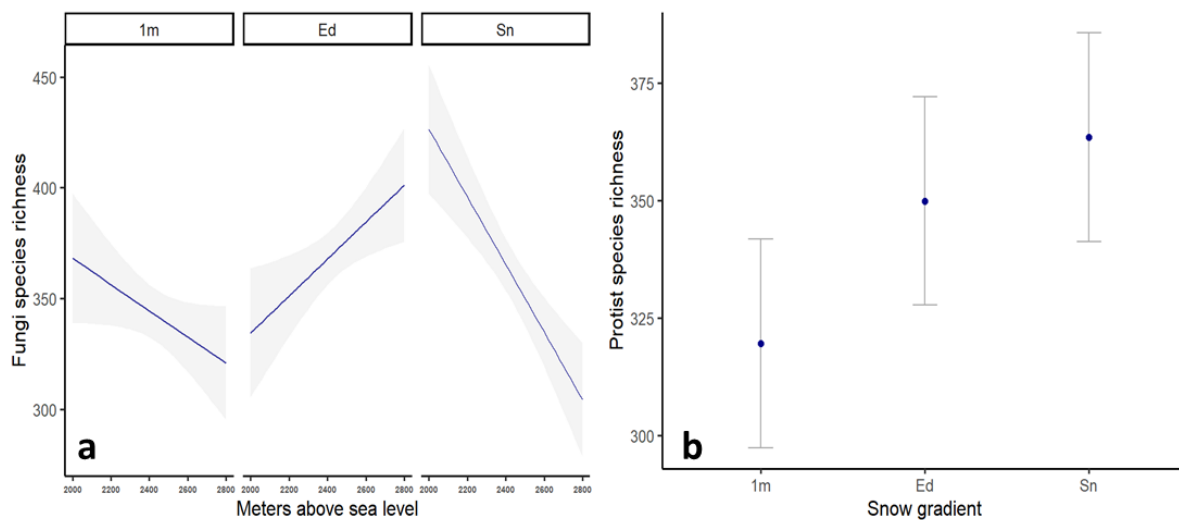 1m Ed Sn
450
400
350
300
Fungi species richness
a
2000 2200 2400 2600 2800 2000 2200 2400 2600 2800 2000 2200 2400 2600 2800
Meters above sea level
375
350
325
300
Protist species richness
b
1m Ed Sn
Snow gradient